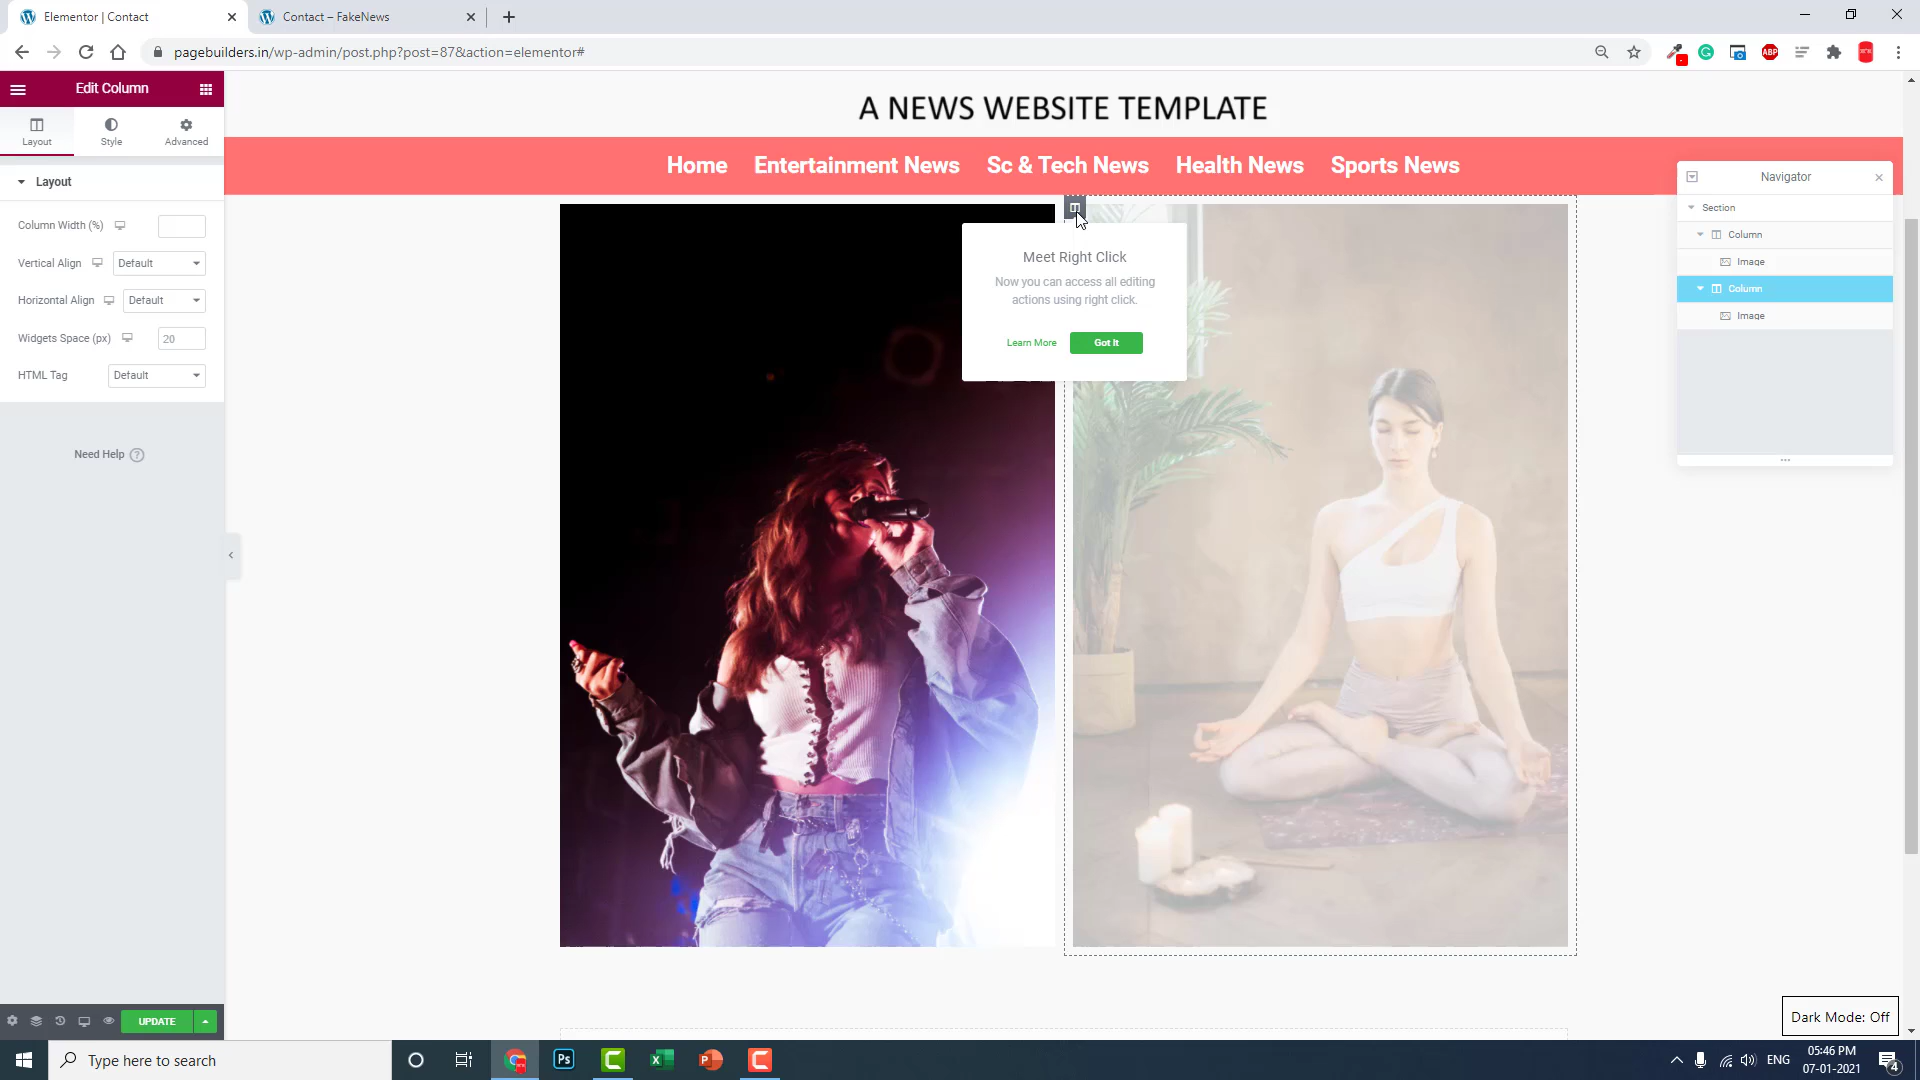 Elementor | Contact
Contact – FakeNews
pagebuilders.in/wp-admin/post.php?post=87&action=elementor#
ABP
Edit Column
Layout
Style
Advanced
Layout
Column Width (%)
Vertical Align
Default
Horizontal Align
Default
Widgets Space (px)
20
HTML Tag
Default
Need Help
UPDATE
A NEWS WEBSITE TEMPLATE
Home
Entertainment News
Sc & Tech News
Health News
Sports News
Meet Right Click
Now you can access all editing
actions using right click.
Learn More
Got It
Navigator
Section
Column
Image
Column
Image
Dark Mode: Off
Type here to search
Ps
ENG
05:46 PM
07-01-2021
4